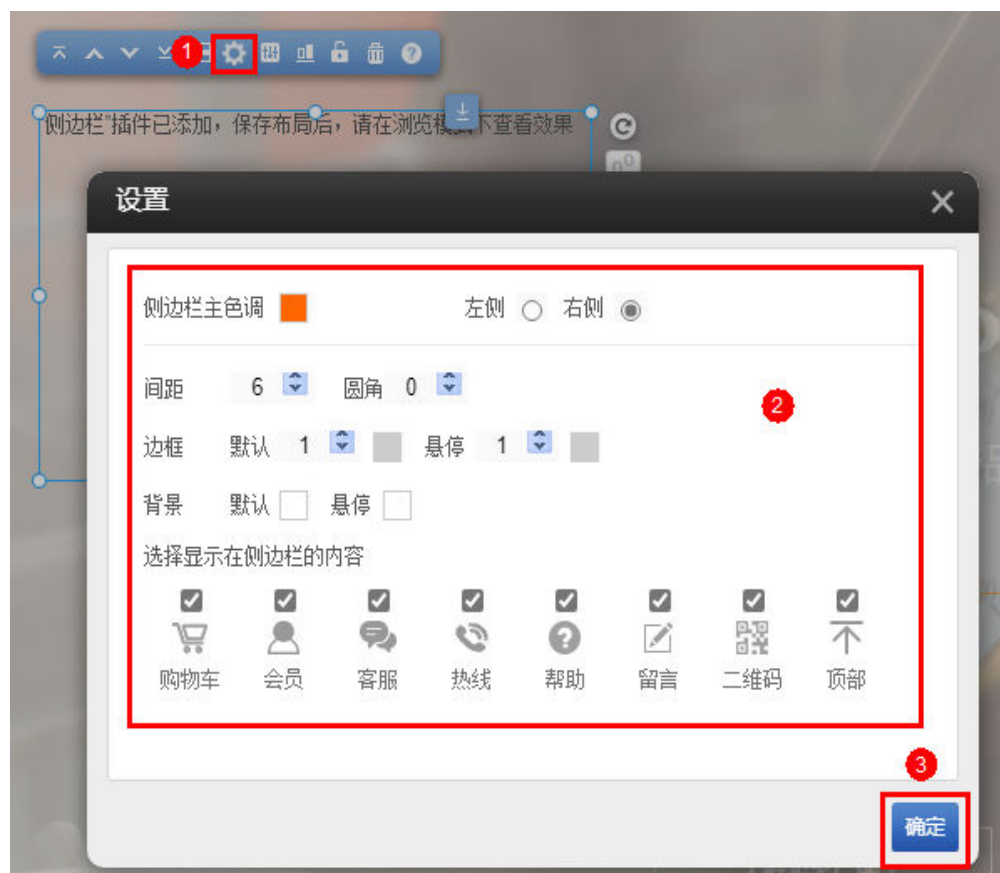 1
侧边栏"插件已添加，保存布局后，请在浏览模式下查看效果
设置
侧边栏主色调 左侧 右侧
间距 6 圆角 0
2
边框 默认 1 悬停 1
背景 默认 悬停
选择显示在侧边栏的内容
购物车 会员 客服 热线 帮助 留言 二维码 顶部
3
确定